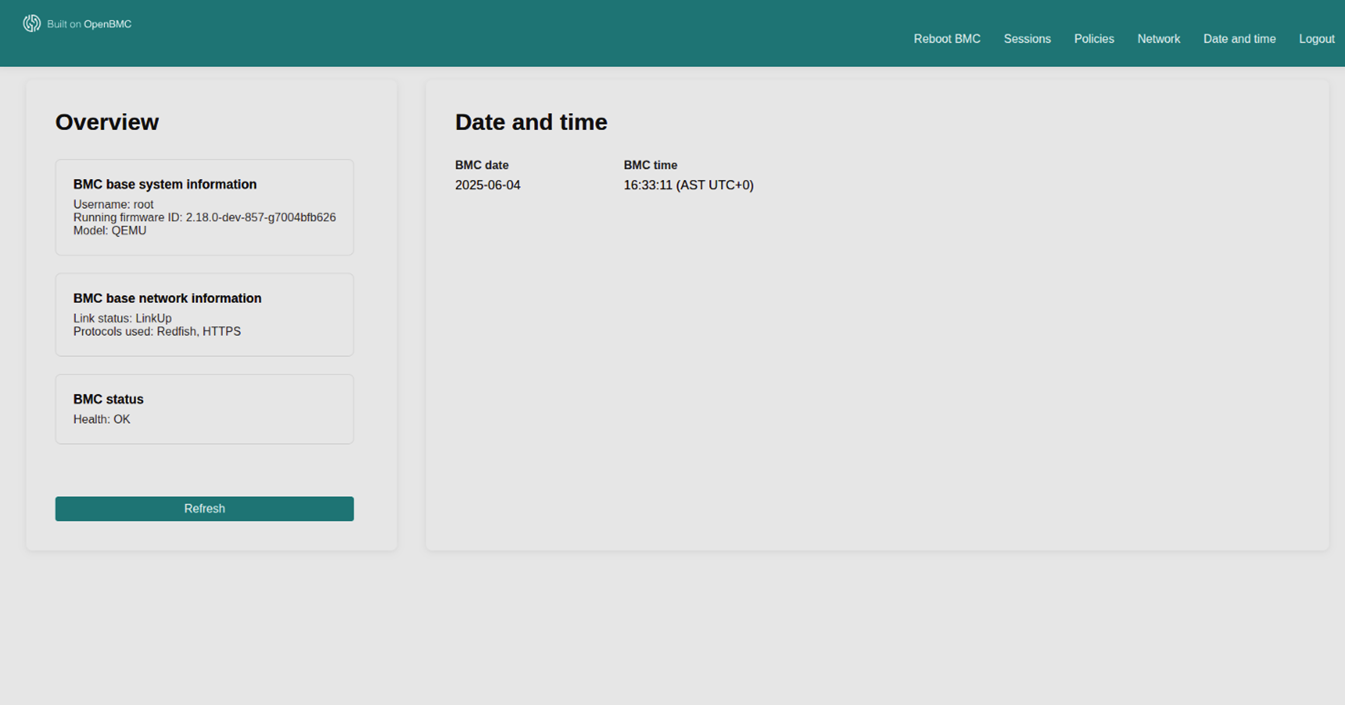 Built on OpenBMC
Reboot BMC Sessions Policies Network Date and time Logout
Overview
BMC base system information
Username: root
Running firmware ID: 2.18.0-dev-857-g7004bfb626
Model: QEMU
BMC base network information
Link status: LinkUp
Protocols used: Redfish, HTTPS
BMC status
Health: OK
Refresh
Date and time
BMC date BMC time
2025-06-04 16:33:11 (AST UTC+0)